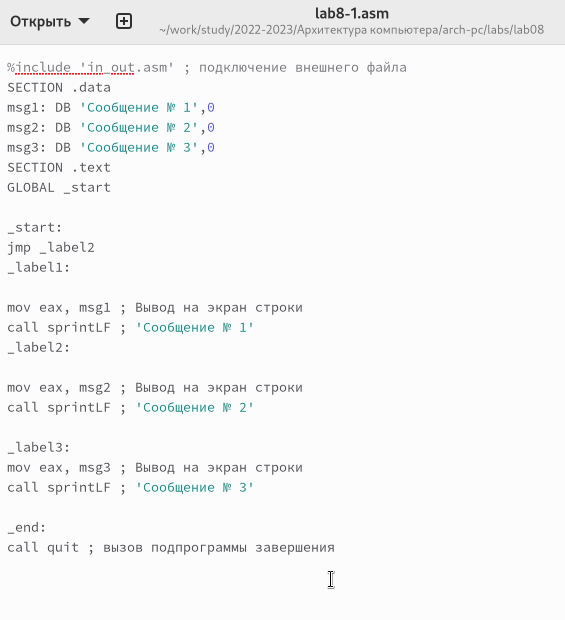 Открыть
lab8-1.asm
~/work/study/2022-2023/Архитектура компьютера/arch-pc/labs/lab08
%include 'in_out.asm' ; подключение внешнего файла
SECTION .data
msg1: DB 'Сообщение № 1',0
msg2: DB 'Сообщение № 2',0
msg3: DB 'Сообщение № 3',0
SECTION .text
GLOBAL _start
_start:
jmp _label2
_label1:
mov eax, msg1 ; Вывод на экран строки
call sprintLF ; 'Сообщение № 1'
_label2:
mov eax, msg2 ; Вывод на экран строки
call sprintLF ; 'Сообщение № 2'
_label3:
mov eax, msg3 ; Вывод на экран строки
call sprintLF ; 'Сообщение № 3'
_end:
call quit ; вызов подпрограммы завершения